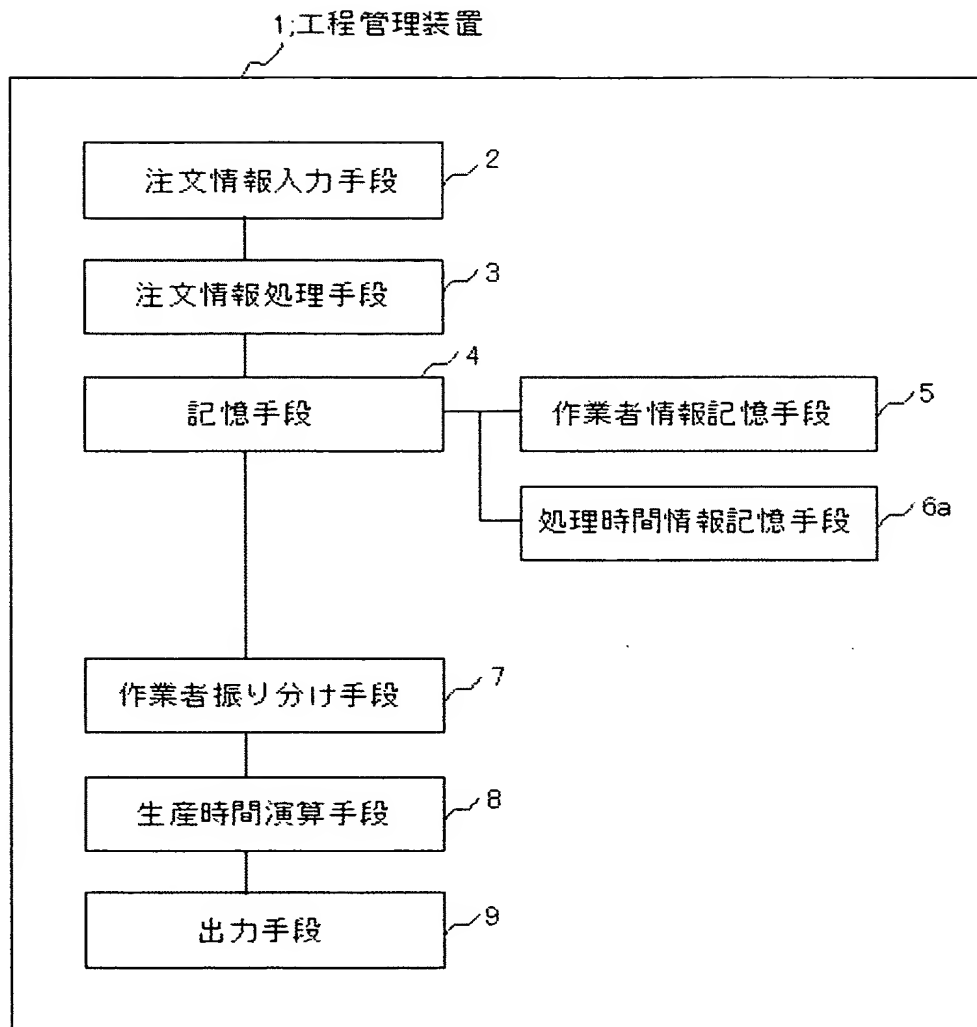 1;工程管理装置
注文情報入力手段 2
注文情報処理手段 3
記憶手段 4
作業者情報記憶手段 5
処理時間情報記憶手段 6a
作業者振り分け手段 7
生産時間演算手段 8
出力手段 9